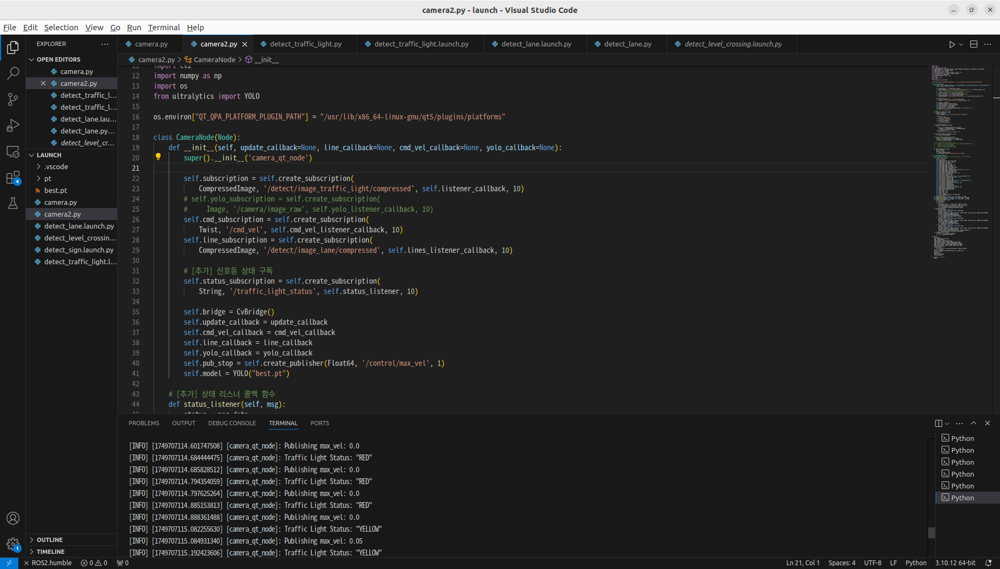 camera2.py - launch - Visual Studio Code
File Edit Selection View Go Run Terminal Help
EXPLORER
OPEN EDITORS
camera.py
camera2.py
detect_traffic_l...
detect_traffic_l...
detect_lane.lau...
detect_lane.py...
detect_level_cr...
LAUNCH
.vscode
pt
best.pt
camera.py
camera2.py
detect_lane.launch.py
detect_level_crossin...
detect_sign.launch.py
detect_traffic_light.l...
OUTLINE
TIMELINE
4
1
camera.py camera2.py detect_traffic_light.py detect_traffic_light.launch.py detect_lane.launch.py detect_lane.py detect_level_crossing.launch.py
camera2.py > CameraNode > __init__
11 import cv2
12 import numpy as np
13 import os
14 from ultralytics import YOLO
15
16 os.environ["QT_QPA_PLATFORM_PLUGIN_PATH"] = "/usr/lib/x86_64-linux-gnu/qt5/plugins/platforms"
17
18 class CameraNode(Node):
19 def __init__(self, update_callback=None, line_callback=None, cmd_vel_callback=None, yolo_callback=None):
20 super().__init__('camera_qt_node')
21
22 self.subscription = self.create_subscription(
23 CompressedImage, '/detect/image_traffic_light/compressed', self.listener_callback, 10)
24 # self.yolo_subscription = self.create_subscription(
25 # Image, '/camera/image_raw', self.yolo_listener_callback, 10)
26 self.cmd_subscription = self.create_subscription(
27 Twist, '/cmd_vel', self.cmd_vel_listener_callback, 10)
28 self.line_subscription = self.create_subscription(
29 CompressedImage, '/detect/image_lane/compressed', self.lines_listener_callback, 10)
30
31 # [추가] 신호등 상태 구독
32 self.status_subscription = self.create_subscription(
33 String, '/traffic_light_status', self.status_listener, 10)
34
35 self.bridge = CvBridge()
36 self.update_callback = update_callback
37 self.cmd_vel_callback = cmd_vel_callback
38 self.line_callback = line_callback
39 self.yolo_callback = yolo_callback
40 self.pub_stop = self.create_publisher(Float64, '/control/max_vel', 1)
41 self.model = YOLO("best.pt")
42
43 # [추가] 상태 리스너 콜백 함수
44 def status_listener(self, msg):
PROBLEMS OUTPUT DEBUG CONSOLE TERMINAL PORTS
[INFO] [1749707114.601747508] [camera_qt_node]: Publishing max_vel: 0.0
[INFO] [1749707114.684444475] [camera_qt_node]: Traffic Light Status: "RED"
[INFO] [1749707114.685828512] [camera_qt_node]: Publishing max_vel: 0.0
[INFO] [1749707114.794354059] [camera_qt_node]: Traffic Light Status: "RED"
[INFO] [1749707114.797625264] [camera_qt_node]: Publishing max_vel: 0.0
[INFO] [1749707114.885153813] [camera_qt_node]: Traffic Light Status: "RED"
[INFO] [1749707114.888361488] [camera_qt_node]: Publishing max_vel: 0.0
[INFO] [1749707115.082255630] [camera_qt_node]: Traffic Light Status: "YELLOW"
[INFO] [1749707115.084931340] [camera_qt_node]: Publishing max_vel: 0.05
[INFO] [1749707115.192423606] [camera_qt_node]: Traffic Light Status: "YELLOW"
Python
Python
Python
Python
Python
Python
ROS2.humble 0 0 0 Ln 21, Col 1 Spaces: 4 UTF-8 LF Python 3.10.12 64-bit